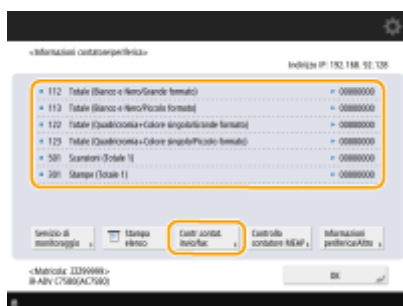 <Informazioni contatore/periferica>
Indirizzo IP: 192.168.92.128
112 Totale (Bianco e Nero/Grande formato) 00000000
113 Totale (Bianco e Nero/Piccolo formato) 00000000
122 Totale (Quadricromia+Colore singolo/Grande formato) 00000000
123 Totale (Quadricromia+Colore singolo/Piccolo formato) 00000000
501 Scansioni (Totale 1) 00000000
301 Stampe (Totale 1) 00000000
Servizio di monitoraggio
Stampa elenco
Contr.contat. invio/fax
Controllo contatore MEAP
Informazioni periferica/Altro
<Matricola:
iR-ADV C7580(AC7580)
OK